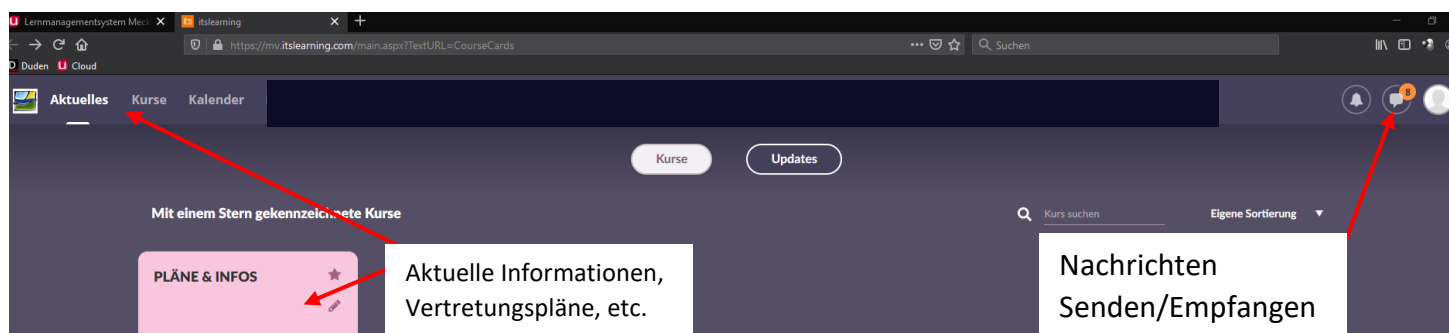 Lernmanagementsystem Meck
its itslearning
https://mv.itslearning.com/main.aspx?TextURL=CourseCards
Suchen
Duden U Cloud
Aktuelles Kurse Kalender
8
Kurse Updates
Mit einem Stern gekennzeichnete Kurse
Kurs suchen
Eigene Sortierung
PLÄNE & INFOS
Aktuelle Informationen,
Vertretungspläne, etc.
Nachrichten
Senden/Empfangen